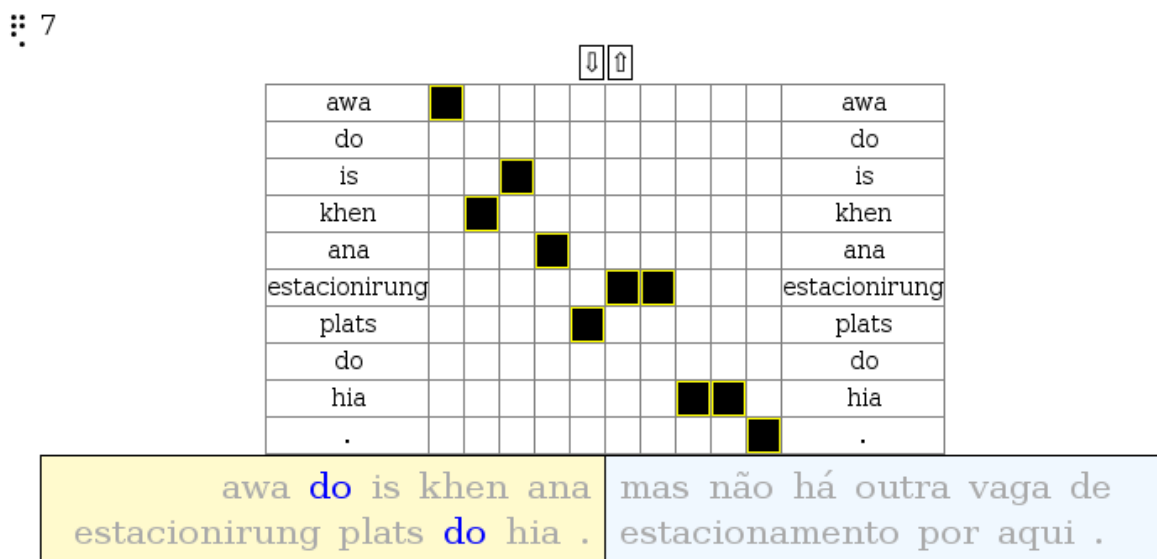 7
⇩ ⇧
awa awa
do do
is is
khen khen
ana ana
estacionirung estacionirung
plats plats
do do
hia hia
. .
awa do is khen ana
estacionirung plats do hia .
mas não há outra vaga de
estacionamento por aqui .